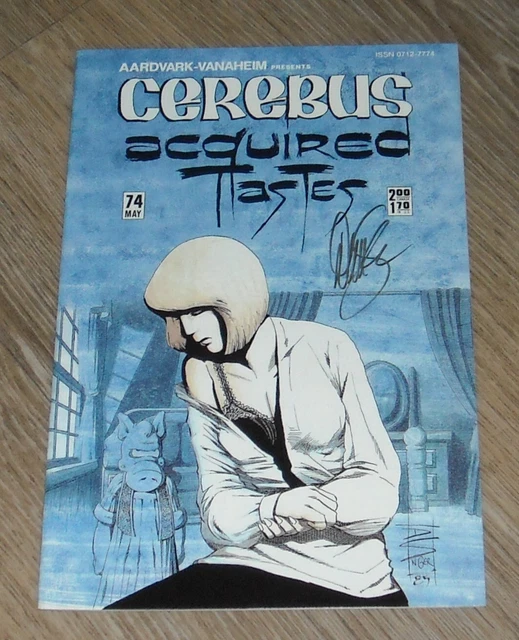 AARDVARK-VANAHEIM PRESENTS
ISSN 0712-7774
CEREBUS
acquired
Tastes
74
MAY
2.00
1.70